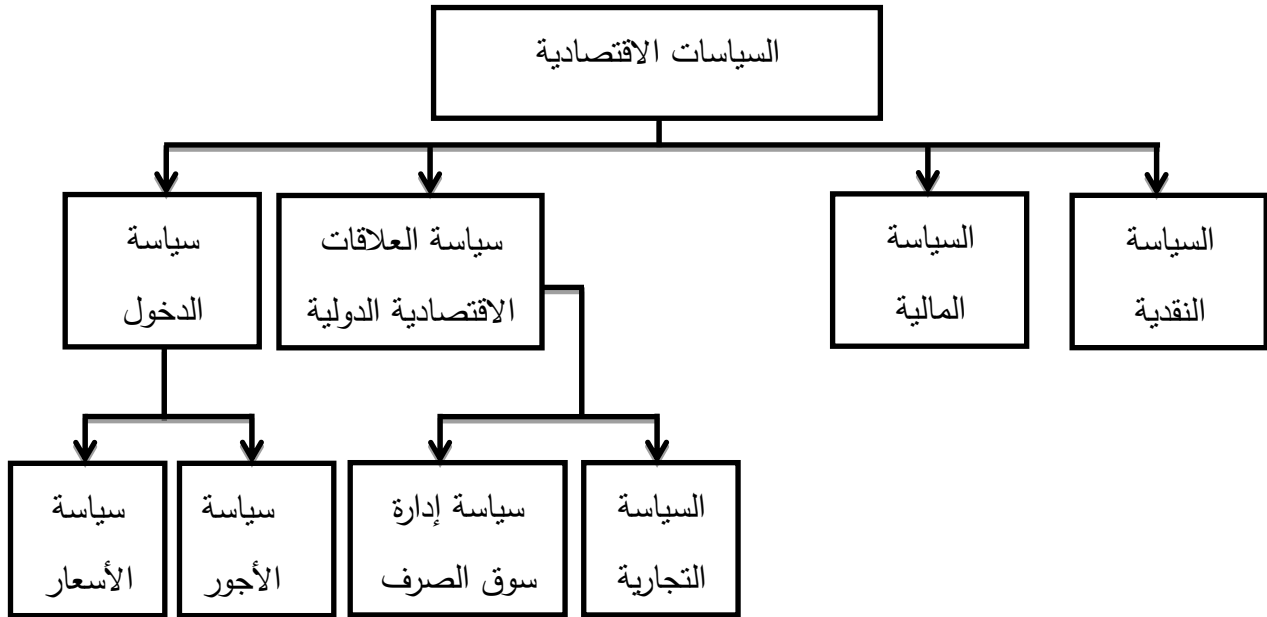 السياسات الاقتصادية
السياسة
النقدية
السياسة
المالية
سياسة العلاقات
الاقتصادية الدولية
سياسة
الدخول
السياسة
التجارية
سياسة إدارة
سوق الصرف
سياسة
الأجور
سياسة
الأسعار